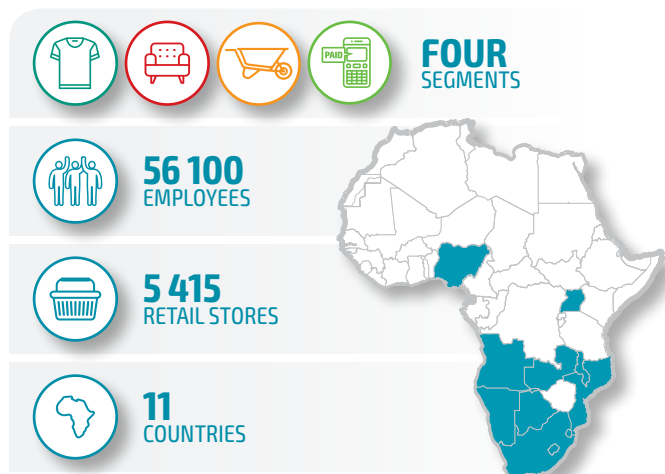 PAID
FOUR
SEGMENTS
56 100
EMPLOYEES
5 415
RETAIL STORES
11
COUNTRIES